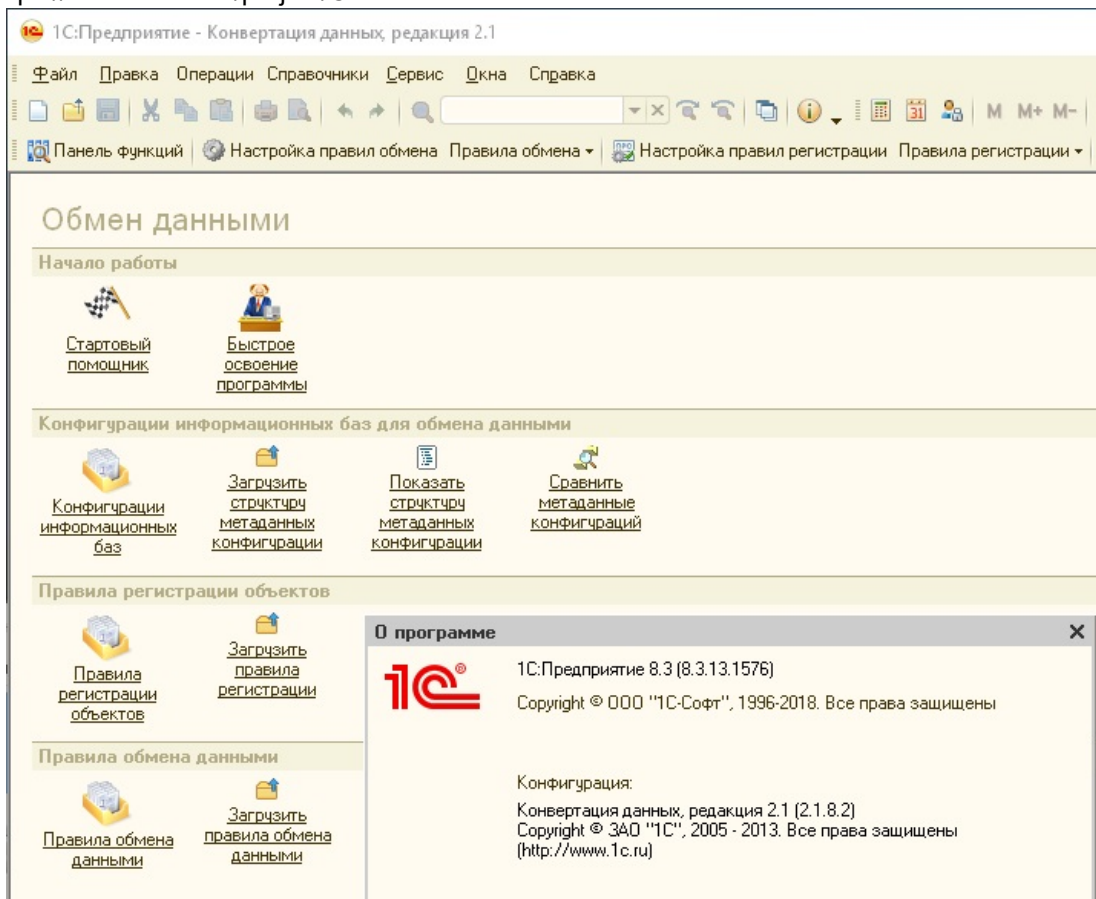 1С:Предприятие - Конвертация данных, редакция 2.1
Файл Правка Операции Справочники Сервис Окна Справка
31 M M+ M-
Панель функций Настройка правил обмена Правила обмена Настройка правил регистрации Правила регистрации
Обмен данными
Начало работы
Стартовый
помощник
Быстрое
освоение
программы
Конфигурации информационных баз для обмена данными
Конфигурации
информационных
баз
Загрузить
структуру
метаданных
конфигурации
Показать
структуру
метаданных
конфигурации
Сравнить
метаданные
конфигураций
Правила регистрации объектов
Правила
регистрации
объектов
Загрузить
правила
регистрации
Правила обмена данными
Правила обмена
данными
Загрузить
правила обмена
данными
О программе
1С®
1С:Предприятие 8.3 (8.3.13.1576)
Copyright © ООО "1С-Софт", 1996-2018. Все права защищены
Конфигурация:
Конвертация данных, редакция 2.1 (2.1.8.2)
Copyright © ЗАО "1С", 2005 - 2013. Все права защищены
(http://www.1c.ru)